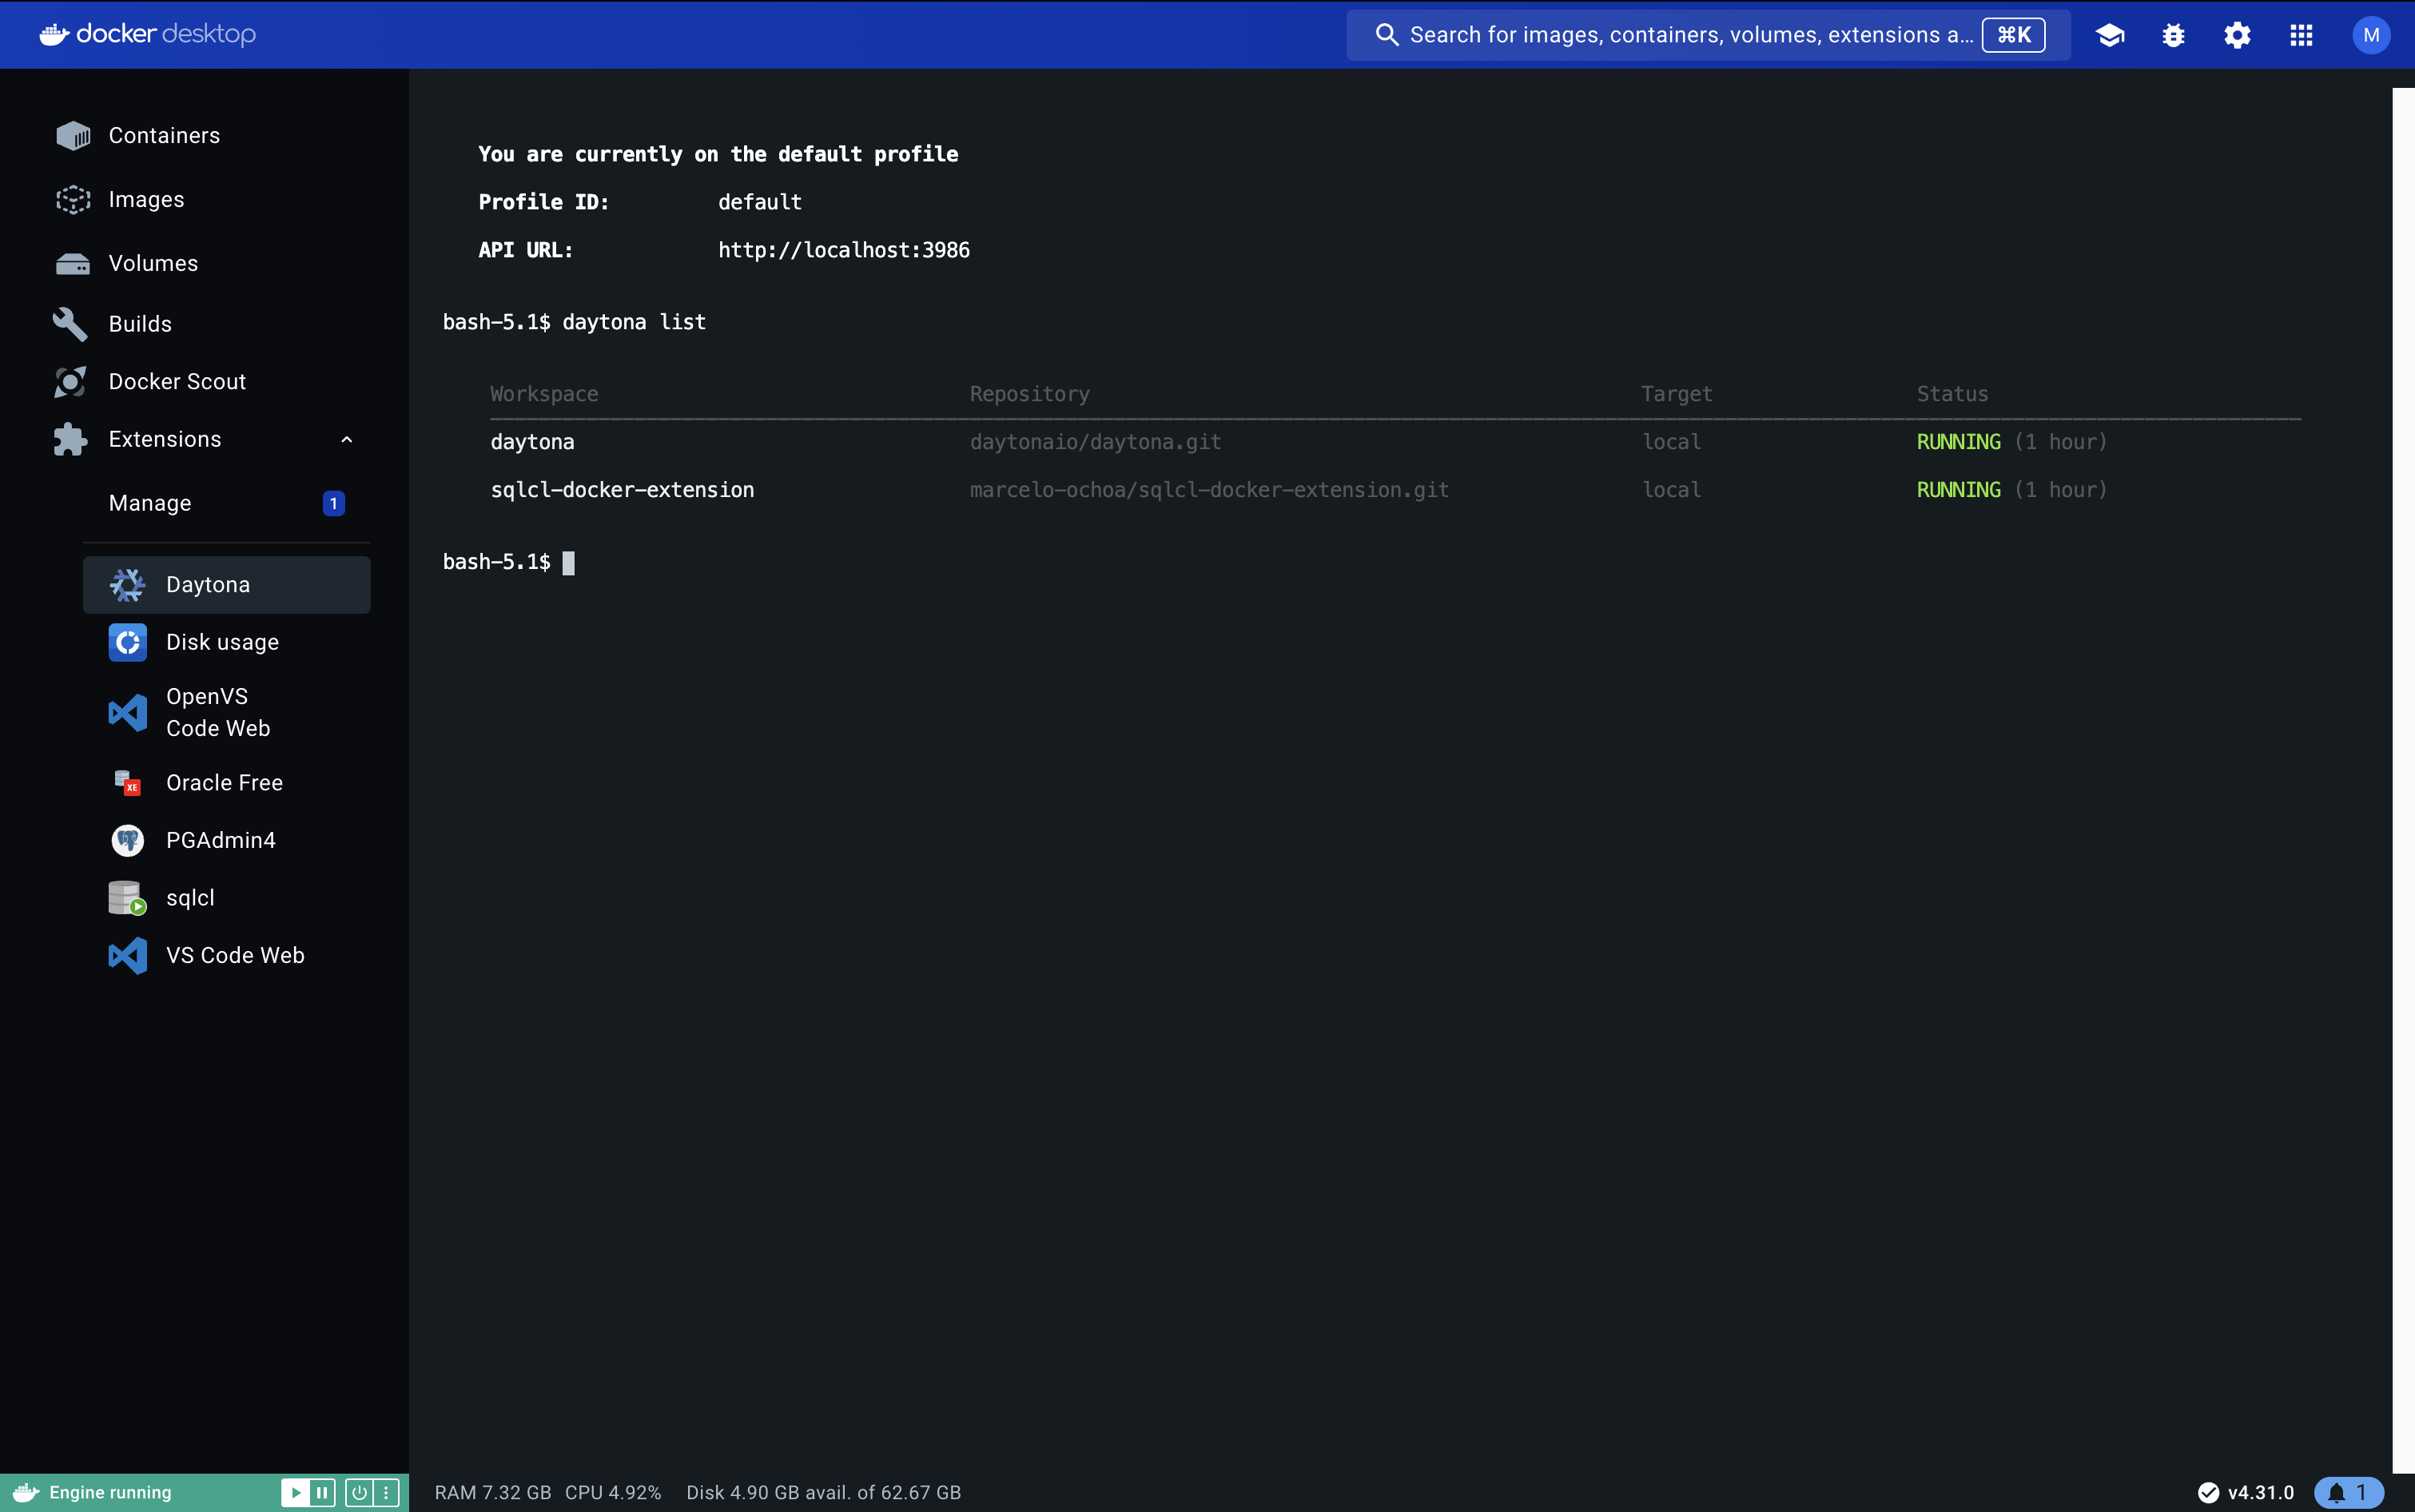 docker desktop
Search for images, containers, volumes, extensions a... ⌘K
M
Containers
Images
Volumes
Builds
Docker Scout
Extensions
Manage 1
Daytona
Disk usage
OpenVS
Code Web
XE
Oracle Free
PGAdmin4
sqlcl
VS Code Web
You are currently on the default profile
Profile ID: default
API URL: http://localhost:3986
bash-5.1$ daytona list
Workspace Repository Target Status
daytona daytonaio/daytona.git local RUNNING (1 hour)
sqlcl-docker-extension marcelo-ochoa/sqlcl-docker-extension.git local RUNNING (1 hour)
bash-5.1$
Engine running
RAM 7.32 GB CPU 4.92% Disk 4.90 GB avail. of 62.67 GB
v4.31.0
1